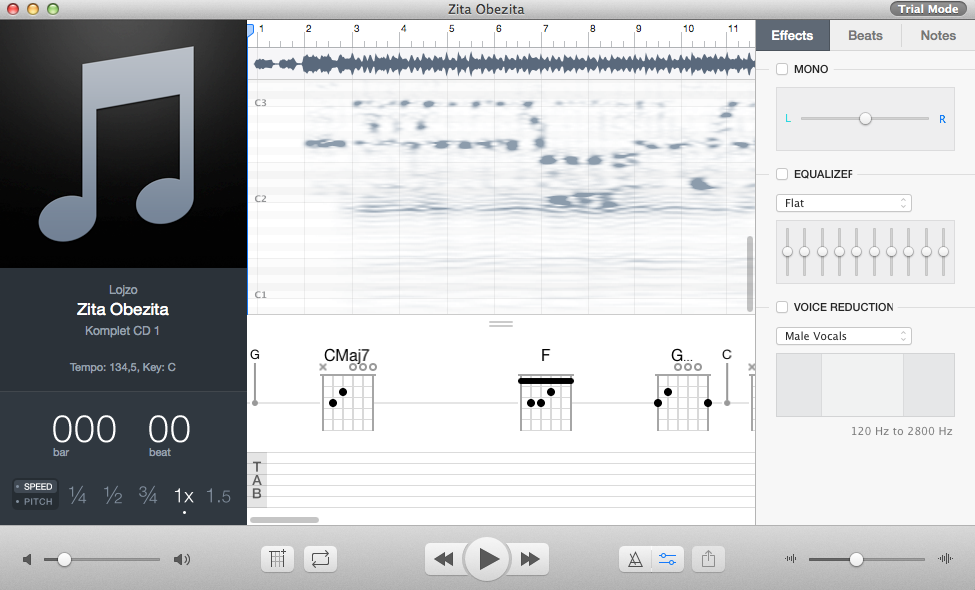 Zita Obezita
Trial Mode
1 2 3 4 5 6 7 8 9 10 11
Effects Beats Notes
MONO
L R
EQUALIZER
Flat
VOICE REDUCTION
Male Vocals
120 Hz to 2800 Hz
C3
C2
C1
Lojzo
Zita Obezita
Komplet CD 1
Tempo: 134,5, Key: C
000 00
bar beat
SPEED
PITCH
¼ ½ ¾ 1x 1.5
G CMaj7 F G... C
T
A
B